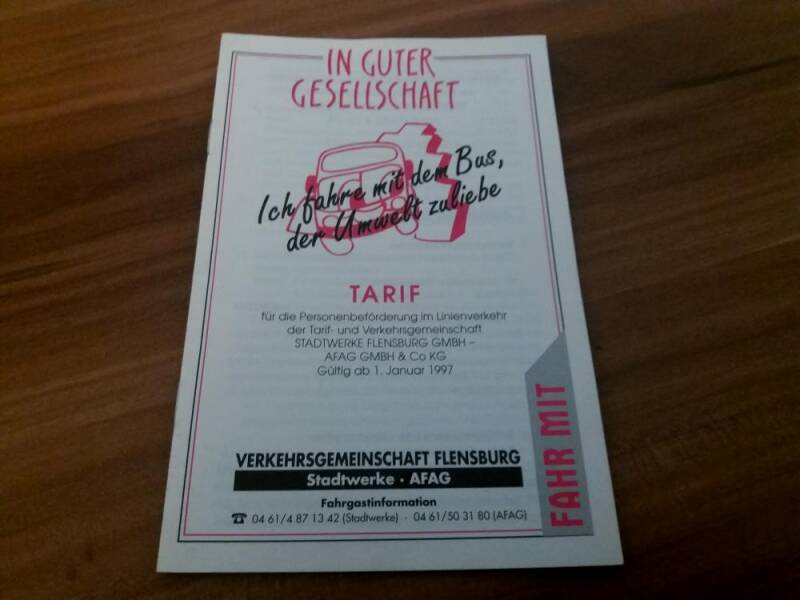 IN GUTER
GESELLSCHAFT
Ich fahre mit dem Bus,
der Umwelt zuliebe
TARIF
für die Personenbeförderung im Linienverkehr
der Tarif- und Verkehrsgemeinschaft
STADTWERKE FLENSBURG GMBH –
AFAG GMBH & Co KG
Gültig ab 1. Januar 1997
FAHR MIT
VERKEHRSGEMEINSCHAFT FLENSBURG
Stadtwerke · AFAG
Fahrgastinformation
☎ 04 61/4 87 13 42 (Stadtwerke) · 04 61/50 31 80 (AFAG)